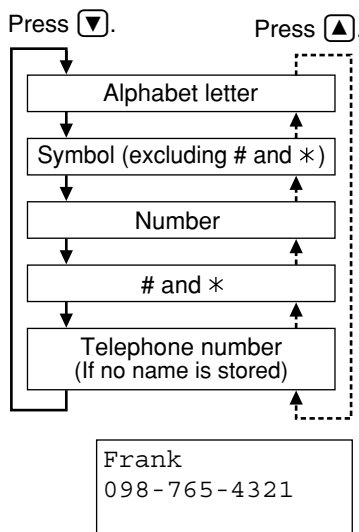 Press ▼.
Press ▲.
Alphabet letter
Symbol (excluding # and ✳)
Number
# and ✳
Telephone number
(If no name is stored)
Frank
098-765-4321